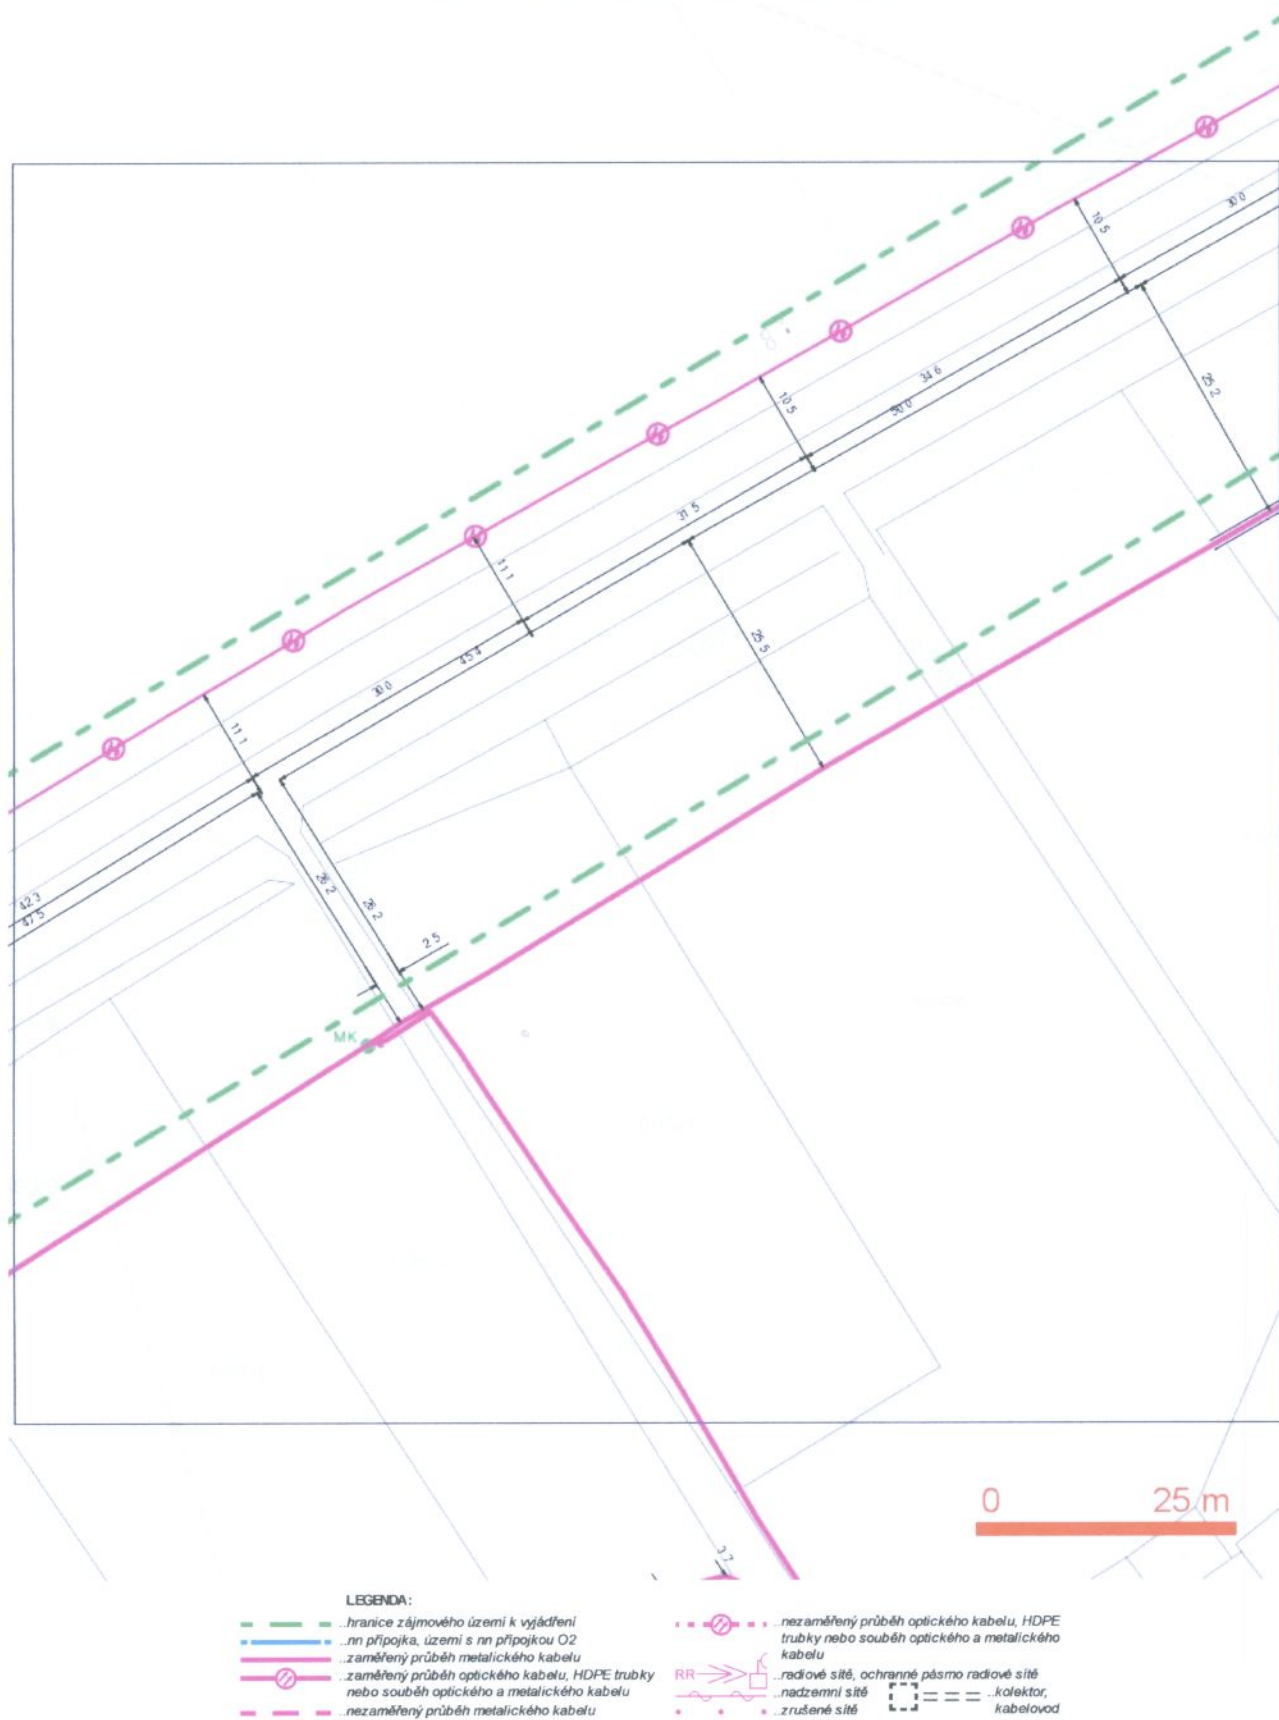 30.0
10.5
34.6
50.0
25.2
10.5
31.5
11.1
25.5
45.4
30.0
11.1
42.3
47.5
26.2
26.2
2.5
MK
3.7
0 25 m
LEGENDA:
...hranice zájmového území k vyjádření
...nn přípojka, území s nn přípojkou O2
...zaměřený průběh metalického kabelu
...zaměřený průběh optického kabelu, HDPE trubky
nebo souběh optického a metalického kabelu
...nezaměřený průběh metalického kabelu
...nezaměřený průběh optického kabelu, HDPE
trubky nebo souběh optického a metalického
kabelu
RR ...radiové sítě, ochranné pásmo radiové sítě
...nadzemní sítě
...zrušené sítě
...kolektor,
kabelovod